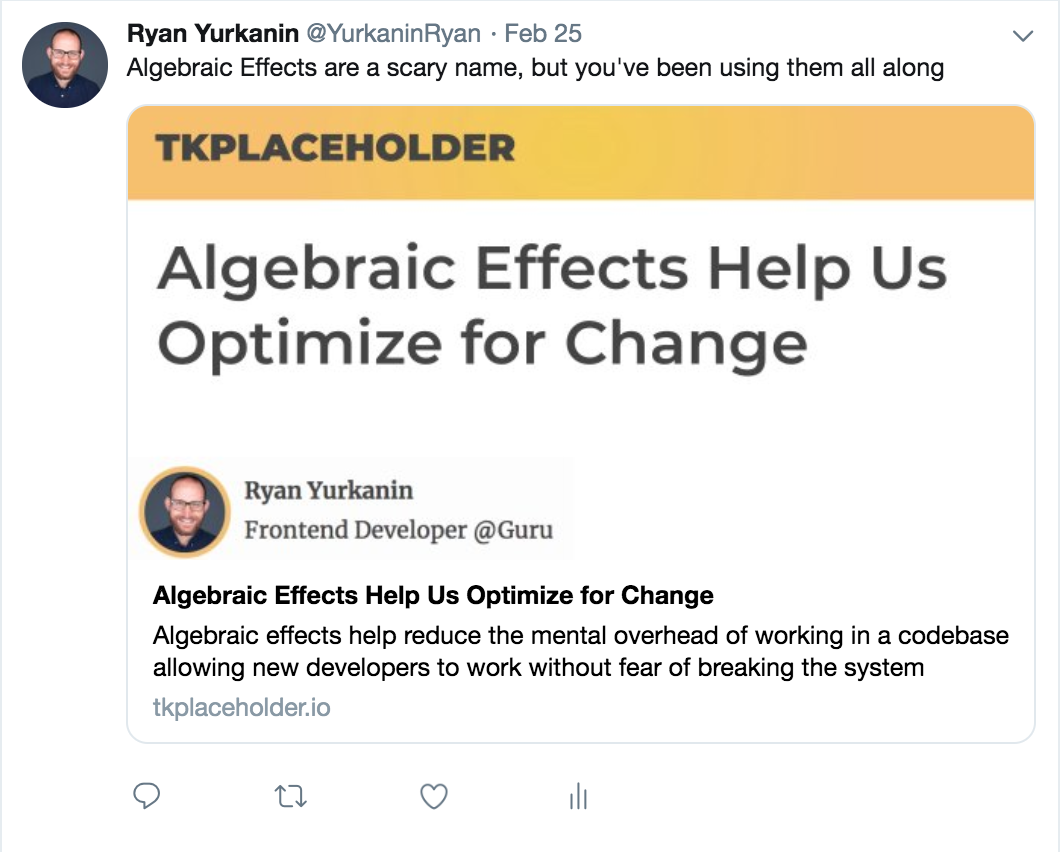 Ryan Yurkanin @YurkaninRyan · Feb 25
Algebraic Effects are a scary name, but you've been using them all along
TKPLACEHOLDER
Algebraic Effects Help Us
Optimize for Change
Ryan Yurkanin
Frontend Developer @Guru
Algebraic Effects Help Us Optimize for Change
Algebraic effects help reduce the mental overhead of working in a codebase
allowing new developers to work without fear of breaking the system
tkplaceholder.io